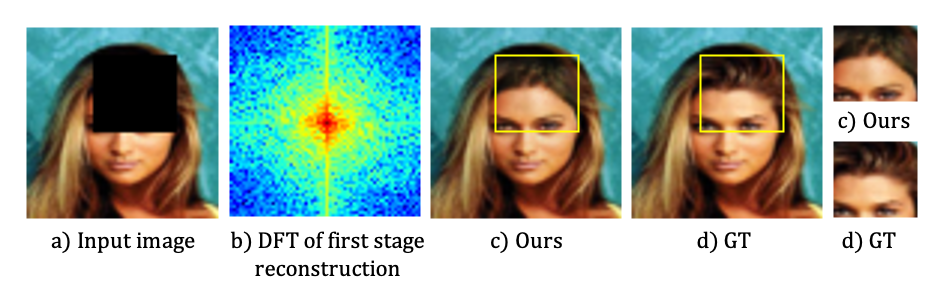 a) Input image
b) DFT of first stage
reconstruction
c) Ours
d) GT
c) Ours
d) GT